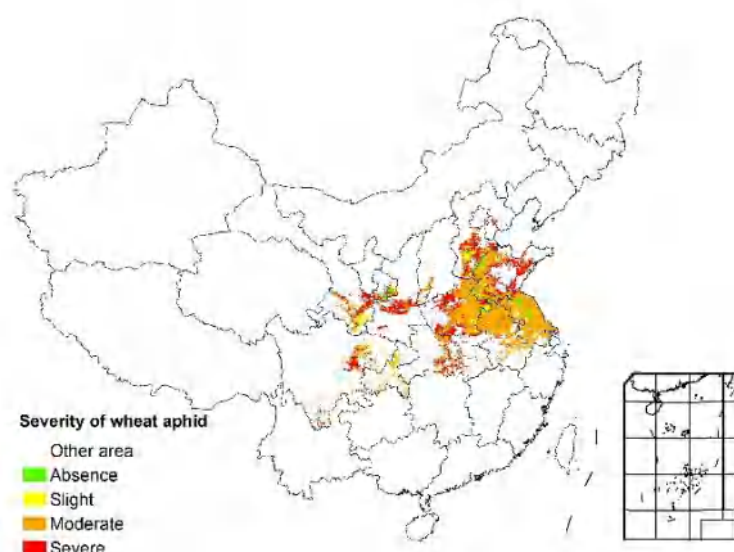 Severity of wheat aphid
Other area
Absence
Slight
Moderate
Severe